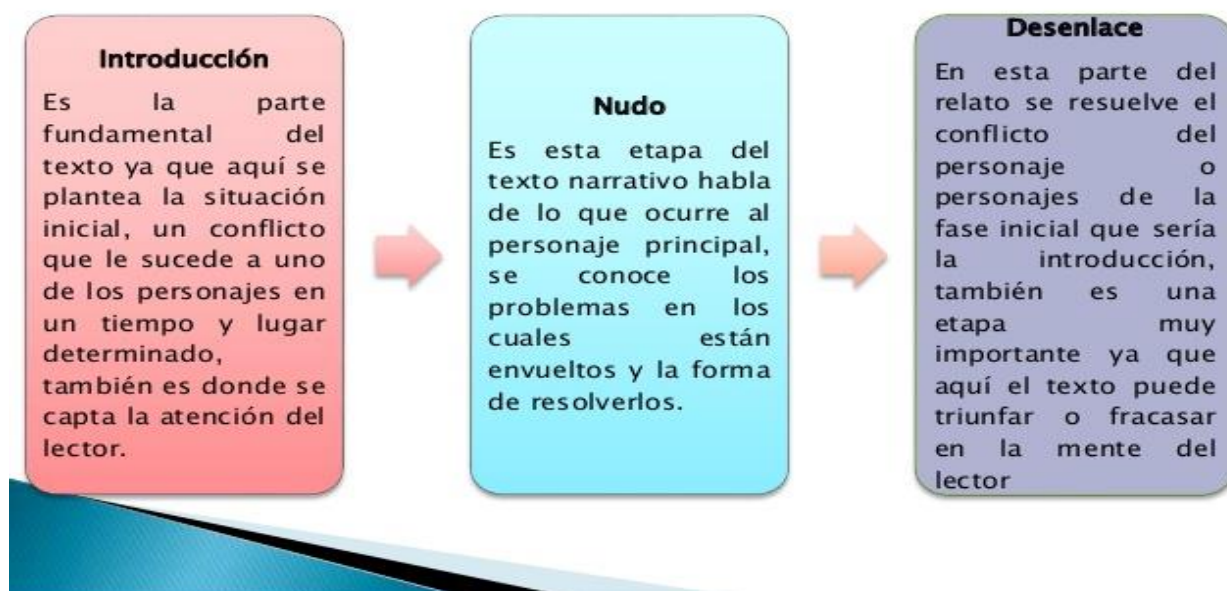 Introducción
Es la parte
fundamental del
texto ya que aquí se
plantea la situación
inicial, un conflicto
que le sucede a uno
de los personajes en
un tiempo y lugar
determinado,
también es donde se
capta la atención del
lector.
Nudo
Es esta etapa del
texto narrativo habla
de lo que ocurre al
personaje principal,
se conoce los
problemas en los
cuales están
envueltos y la forma
de resolverlos.
Desenlace
En esta parte del
relato se resuelve el
conflicto del
personaje o
personajes de la
fase inicial que sería
la introducción,
también es una
etapa muy
importante ya que
aquí el texto puede
triunfar o fracasar
en la mente del
lector